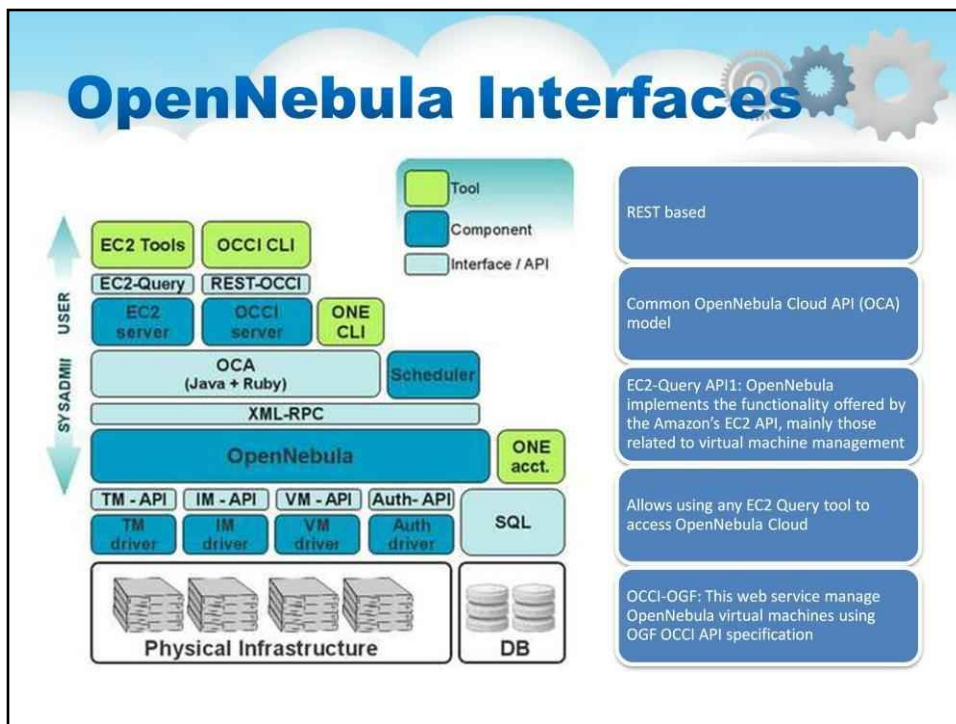 OpenNebula Interfaces
Tool
Component
Interface / API
USER
SYSADMII
EC2 Tools
OCCI CLI
EC2-Query
REST-OCCI
EC2
server
OCCI
server
ONE
CLI
OCA
(Java + Ruby)
Scheduler
XML-RPC
OpenNebula
ONE
acct.
TM - API
IM - API
VM - API
Auth- API
TM
driver
IM
driver
VM
driver
Auth
driver
SQL
Physical Infrastructure
DB
REST based
Common OpenNebula Cloud API (OCA)
model
EC2-Query API1: OpenNebula
implements the functionality offered by
the Amazon's EC2 API, mainly those
related to virtual machine management
Allows using any EC2 Query tool to
access OpenNebula Cloud
OCCI-OGF: This web service manage
OpenNebula virtual machines using
OGF OCCI API specification